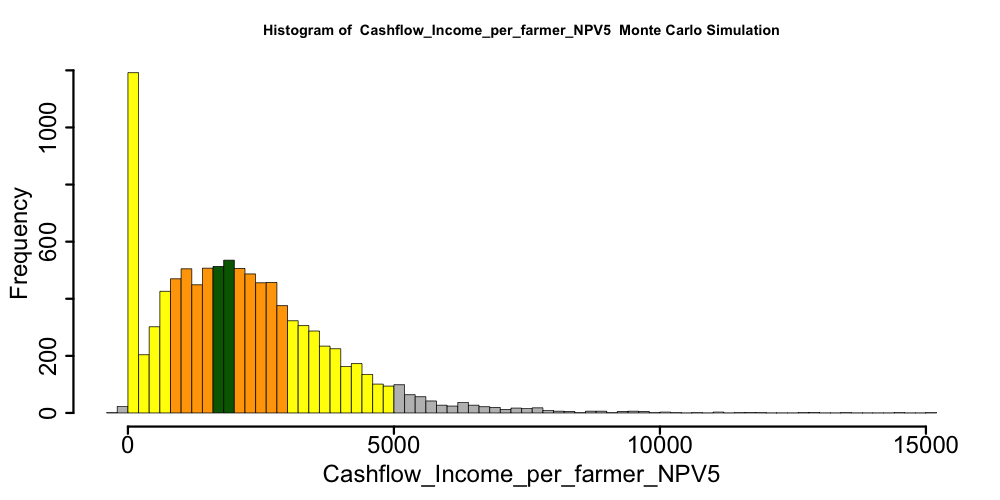 Histogram of Cashflow_Income_per_farmer_NPV5 Monte Carlo Simulation
Frequency
1000
600
200
0
0 5000 10000 15000
Cashflow_Income_per_farmer_NPV5